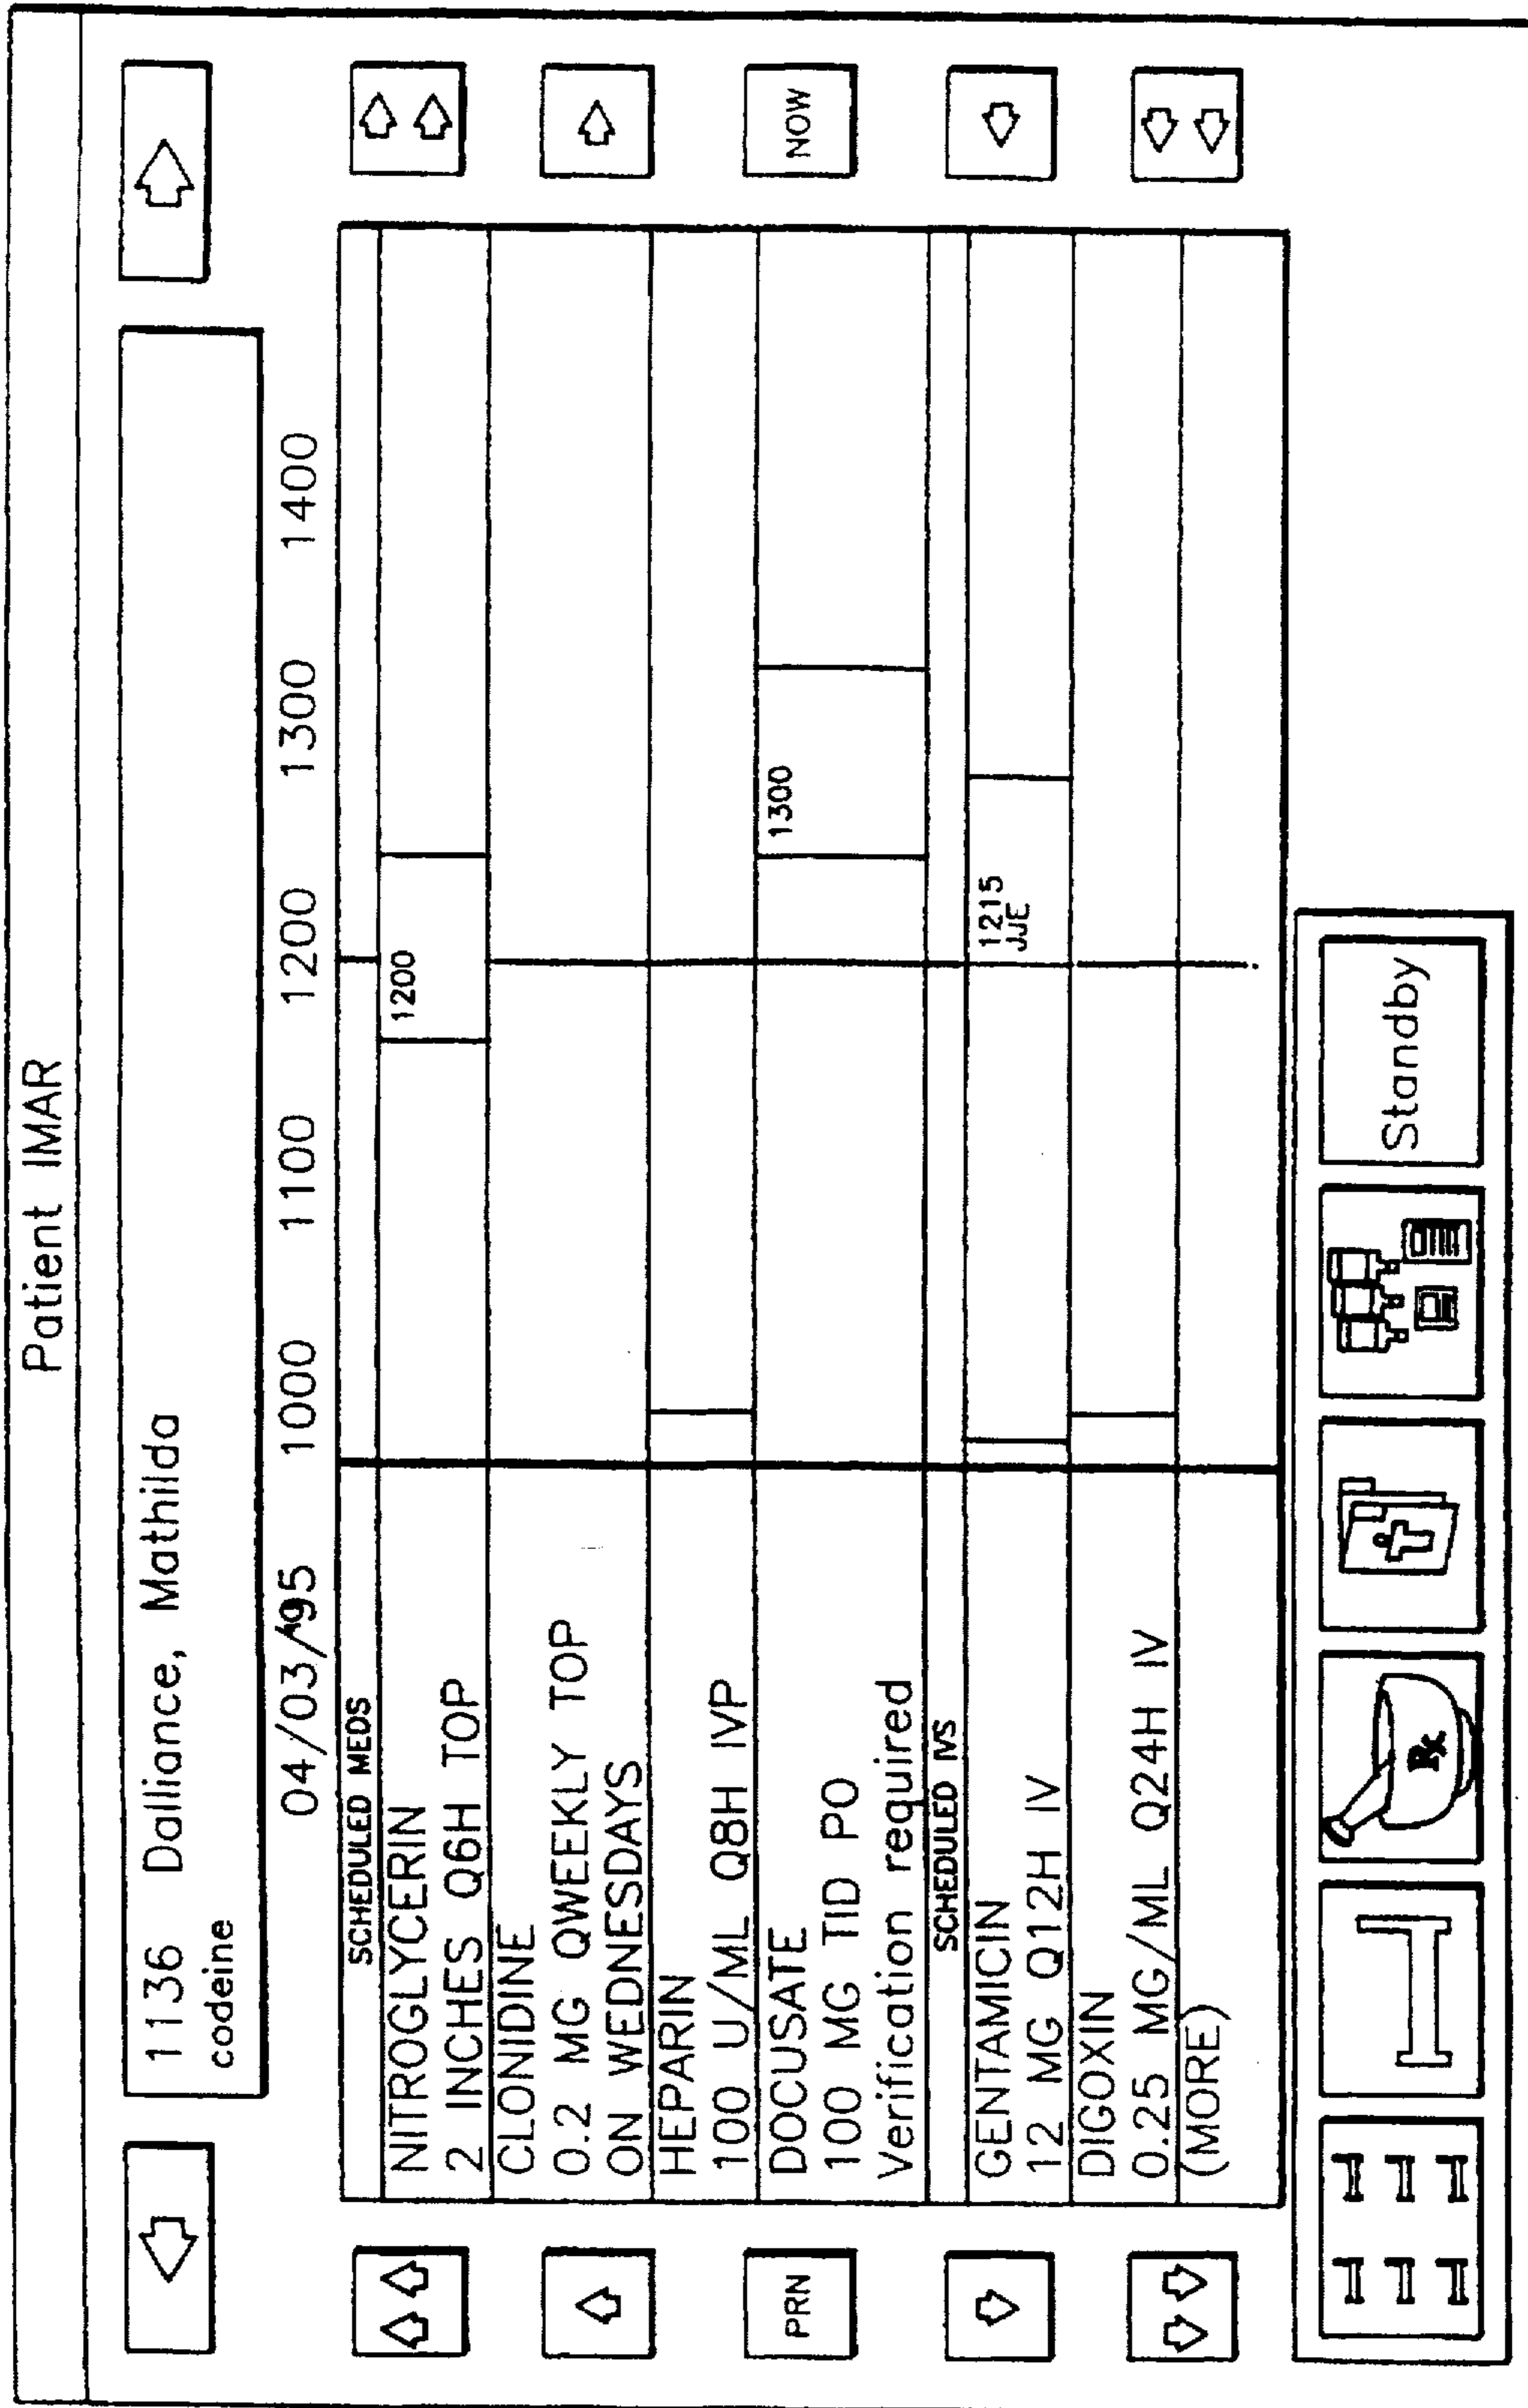 Patient IMAR
1136 Dalliance, Mathilda
codeine
04/03/95 1000 1100 1200 1300 1400
SCHEDULED MEDS
NITROGLYCERIN
2 INCHES Q6H TOP
1200
CLONIDINE
0.2 MG QWEEKLY TOP
ON WEDNESDAYS
HEPARIN
100 U/ML Q8H IVP
DOCUSATE
100 MG TID PO
Verification required
1300
SCHEDULED IVS
GENTAMICIN
12 MG Q12H IV
1215
JJE
DIGOXIN
0.25 MG/ML Q24H IV
(MORE)
PRN
NOW
Rx
Standby